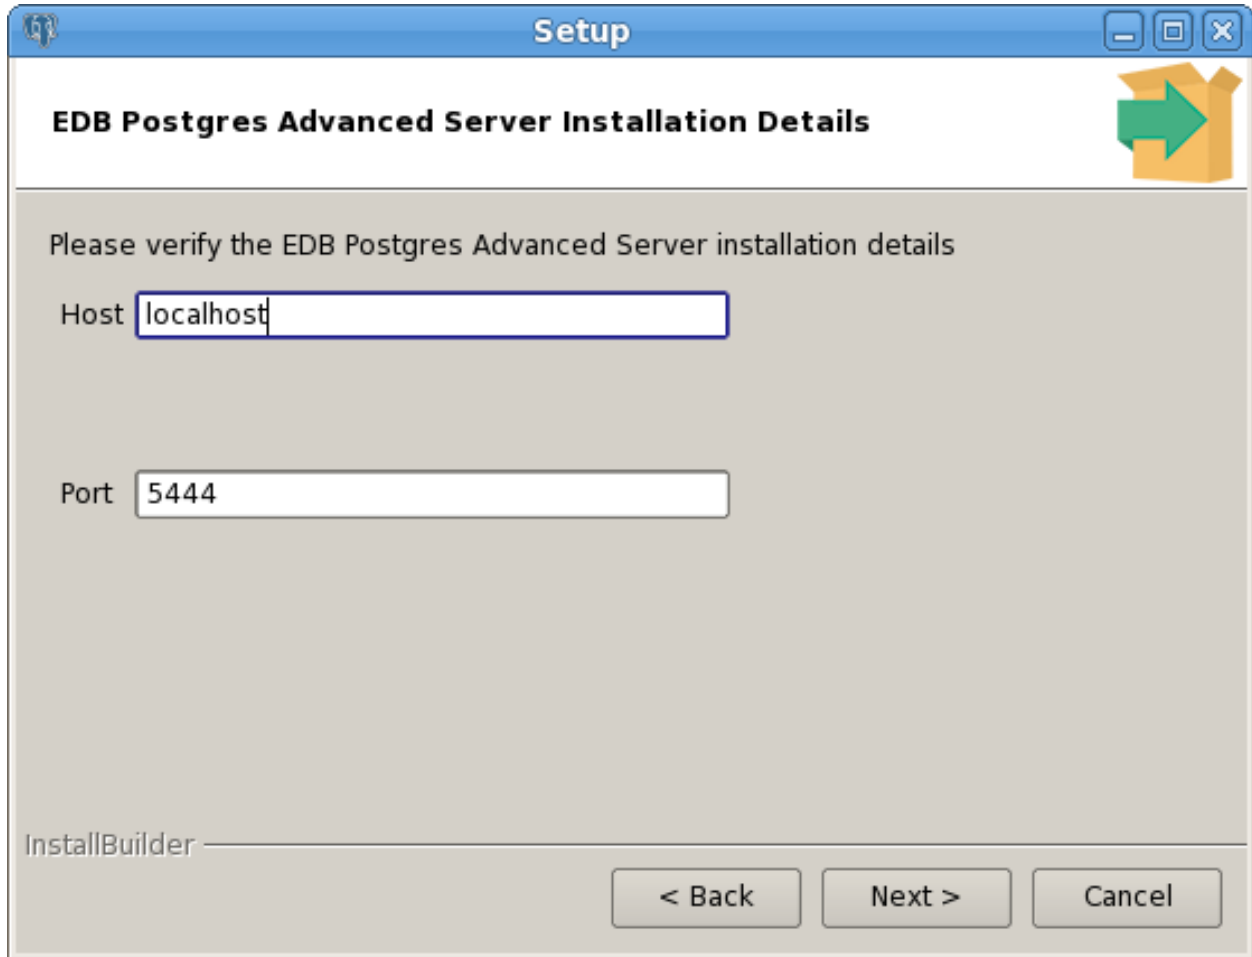 Setup
EDB Postgres Advanced Server Installation Details
Please verify the EDB Postgres Advanced Server installation details
Host localhost
Port 5444
InstallBuilder
< Back Next > Cancel